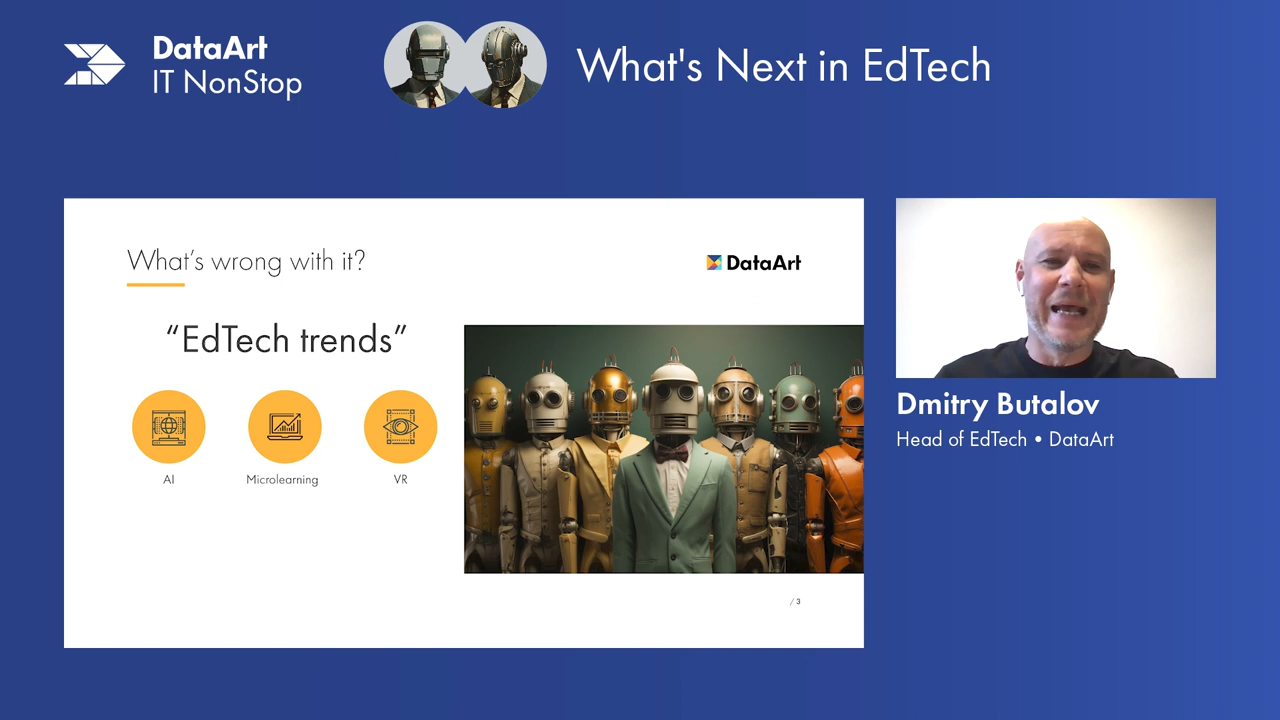 DataArt
IT NonStop
What's Next in EdTech
What’s wrong with it?
DataArt
“EdTech trends”
AI
Microlearning
VR
/ 3
Dmitry Butalov
Head of EdTech • DataArt